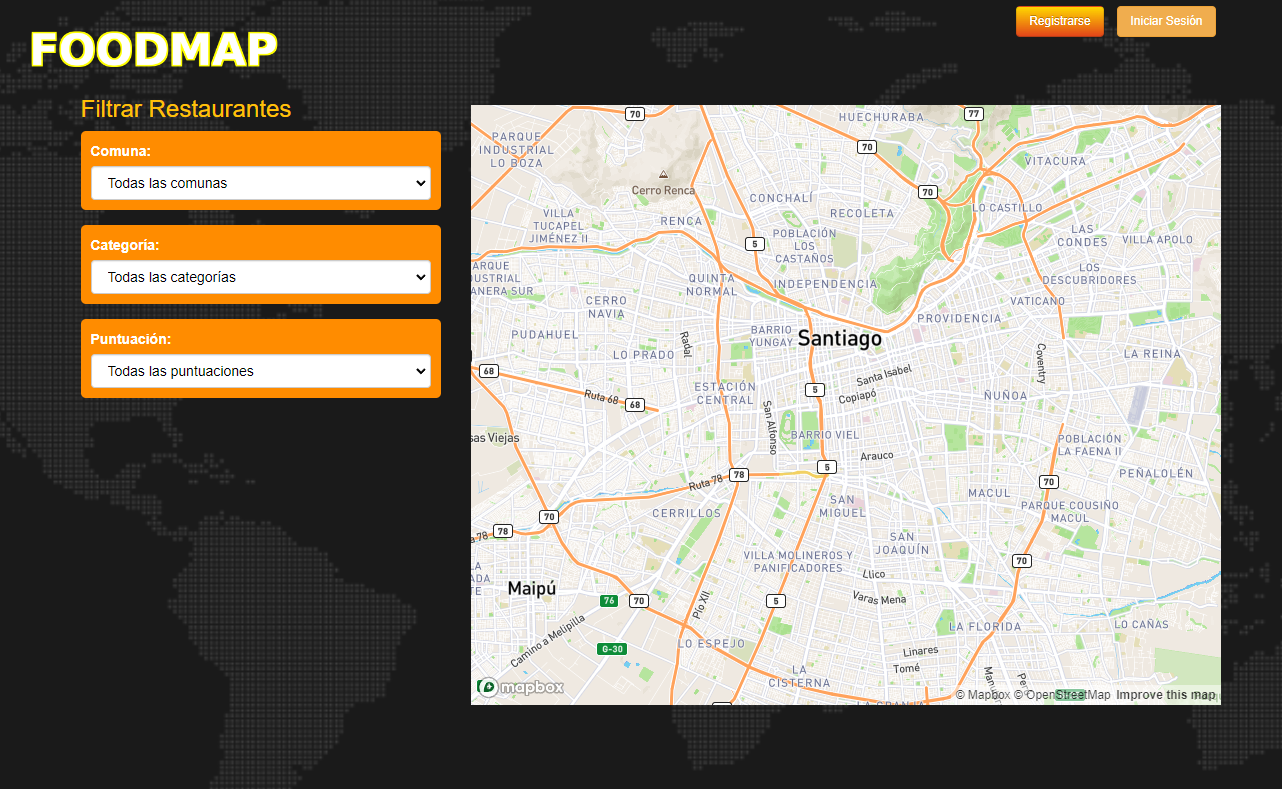 Registrarse
Iniciar Sesión
FOODMAP
Filtrar Restaurantes
Comuna:
Todas las comunas
Categoría:
Todas las categorías
Puntuación:
Todas las puntuaciones
70
77
HUECHURABA
PARQUE
INDUSTRIAL
LO BOZA
70
VITACURA
Cerro Renca
70
CONCHALÍ
LO CASTILLO
VILLA
TUCAPEL
JIMÉNEZ II
RENCA
RECOLETA
POBLACIÓN
LOS
CASTAÑOS
5
LAS
CONDES
VILLA APOLO
ARQUE
DUSTRIAL
ANERA SUR
QUINTA
NORMAL
INDEPENDENCIA
LOS
DESCUBRIDORES
CERRO
NAVIA
VATICANO
PROVIDENCIA
PUDAHUEL
Radal
BARRIO
YUNGAY
Santiago
LO PRADO
Coventry
LA REINA
68
Santa Isabel
ESTACIÓN
CENTRAL
5
Copiapó
ÑUÑOA
Ruta 68
68
San Alfonso
sas Viejas
BARRIO VIEL
POBLACIÓN
LA FAENA II
Arauco
5
78
PEÑALOLÉN
Ruta 78
70
MACUL
SAN
MIGUEL
PARQUE COUSIÑO
MACUL
70
CERRILLOS
78
a 78
SAN
JOAQUÍN
VILLA MOLINEROS Y
PANIFICADORES
70
LA
ADA
TE
Llico
Maipú
76
70
Pío XII
5
Varas Mena
Camino a Melipilla
LO ESPEJO
LA FLORIDA
LO CAÑAS
G-30
Linares
Tomé
LA
CISTERNA
mapbox
LA GRANJA
© Mapbox © OpenStreetMap Improve this map